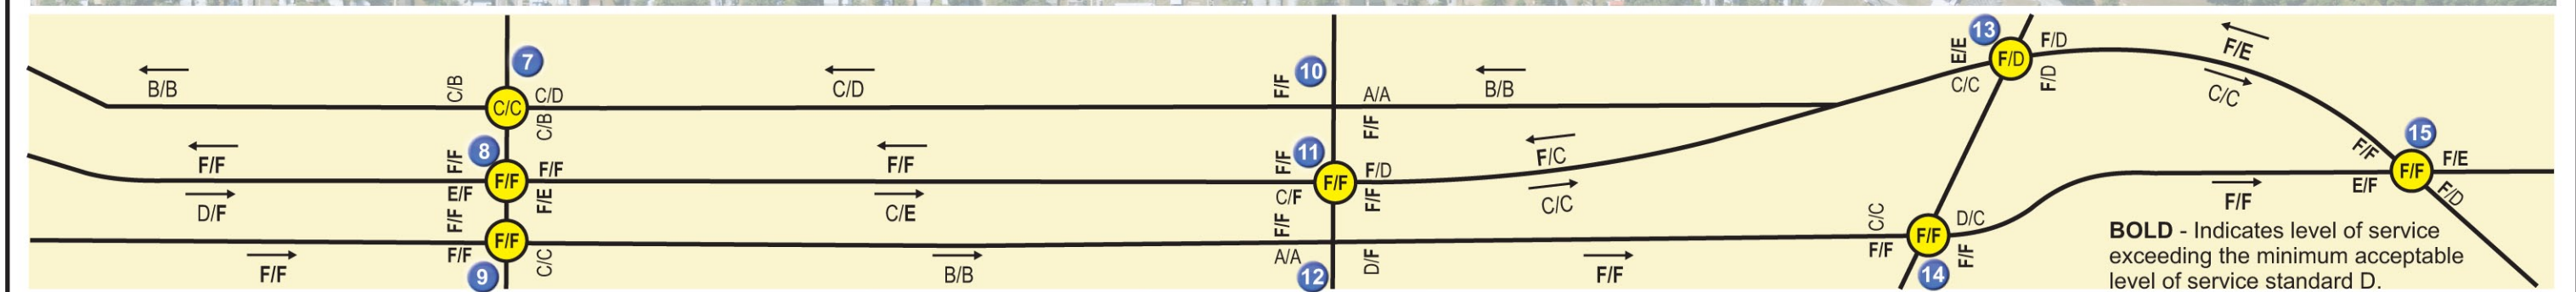 13
F/D
F/E
E/E
F/D
7
10
B/B
C/D
B/B
C/C
F/D
C/C
C/B
C/D
F/F
A/A
C/C
C/B
F/F
15
8
F/F
11
F/F
F/C
F/F
F/F
F/F
F/F
F/D
F/F
F/E
F/F
E/F
F/E
C/F
F/F
F/F
C/C
E/F
F/D
D/F
C/E
F/F
F/F
F/F
F/F
C/C
D/C
F/F
BOLD - Indicates level of service
exceeding the minimum acceptable
level of service standard D.
F/F
C/C
A/A
D/F
F/F
F/F
F/F
F/F
9
B/B
12
F/F
14